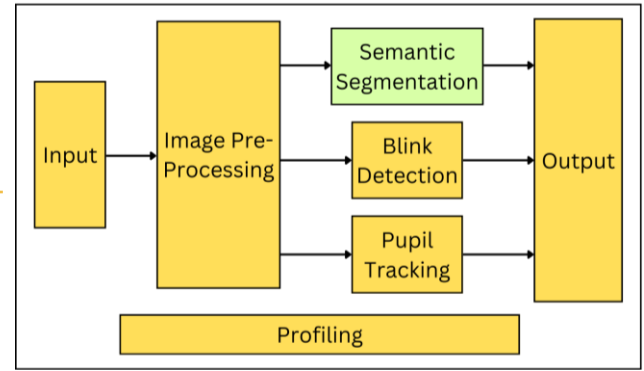 Input
Image Pre-
Processing
Semantic
Segmentation
Blink
Detection
Pupil
Tracking
Output
Profiling